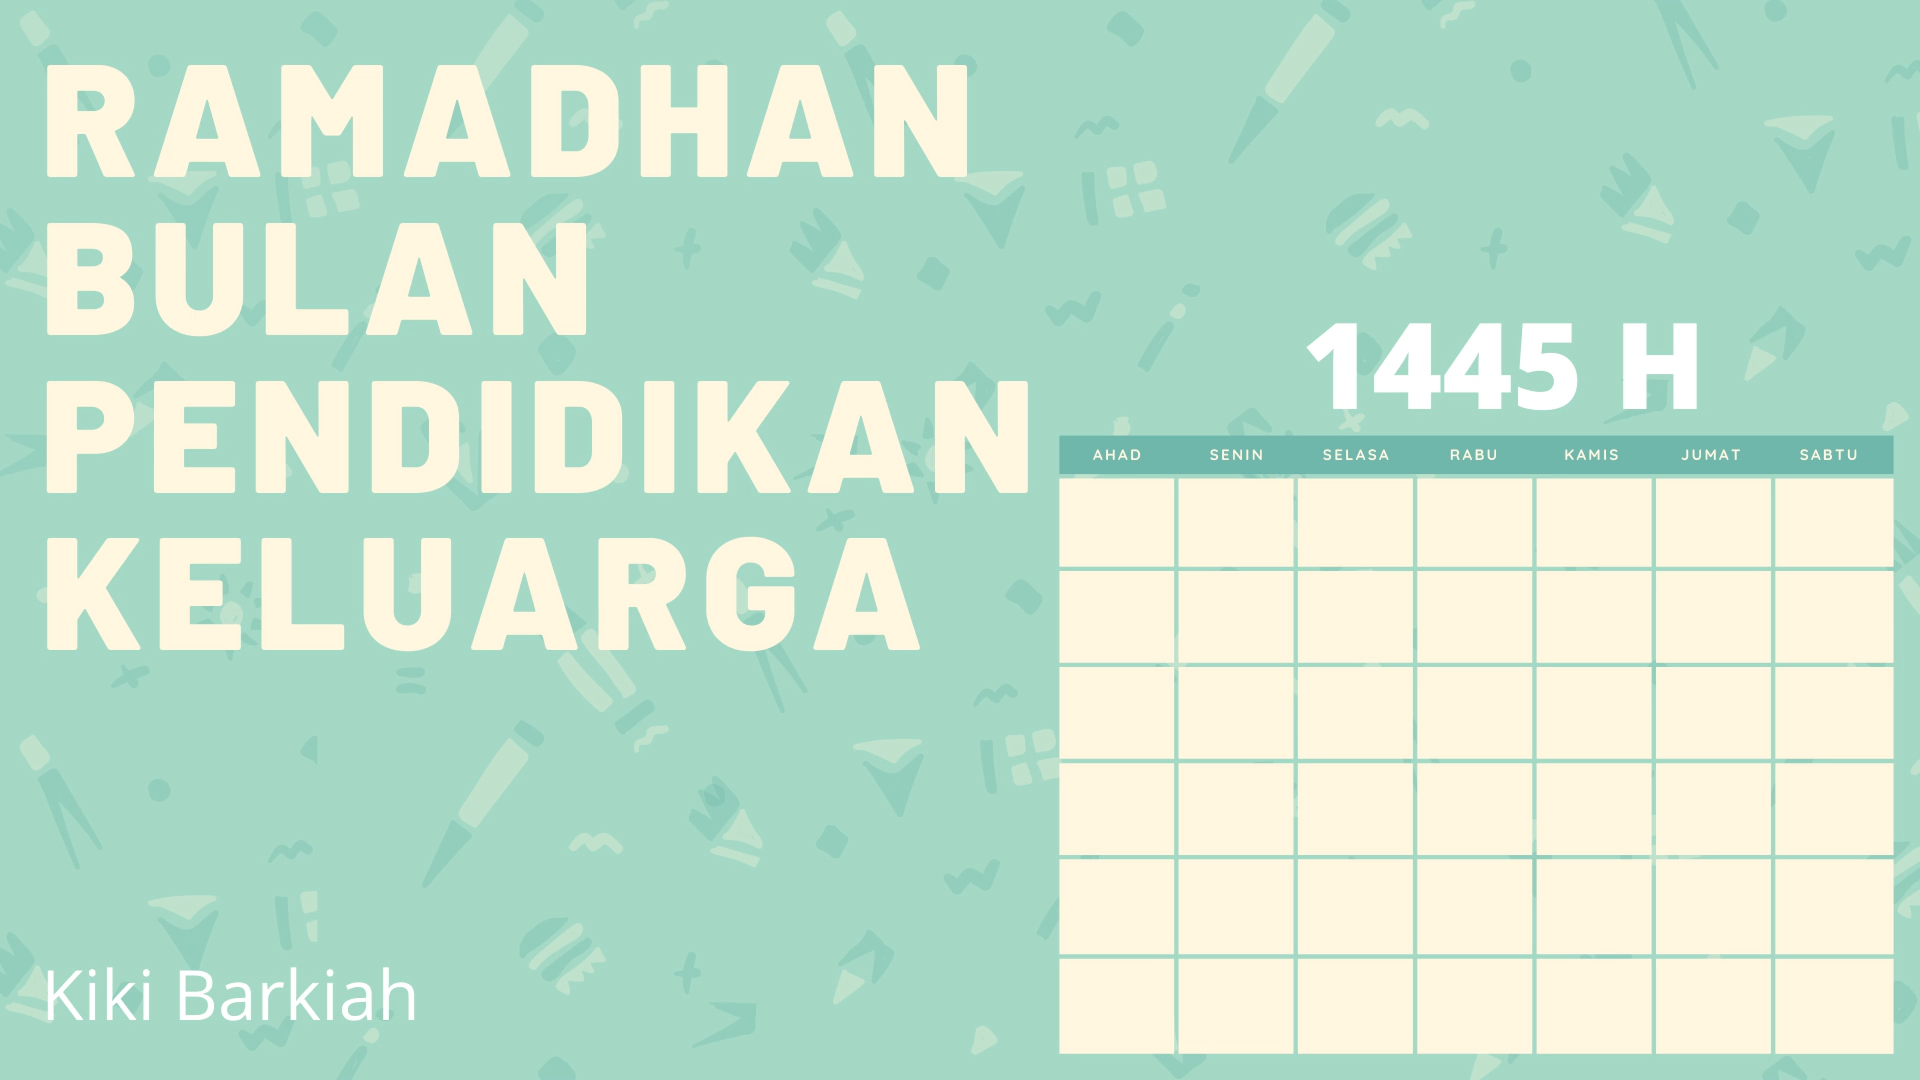 RAMADHAN
BULAN
PENDIDIKAN
KELUARGA
Kiki Barkiah
1445 H
AHAD SENIN SELASA RABU KAMIS JUMAT SABTU